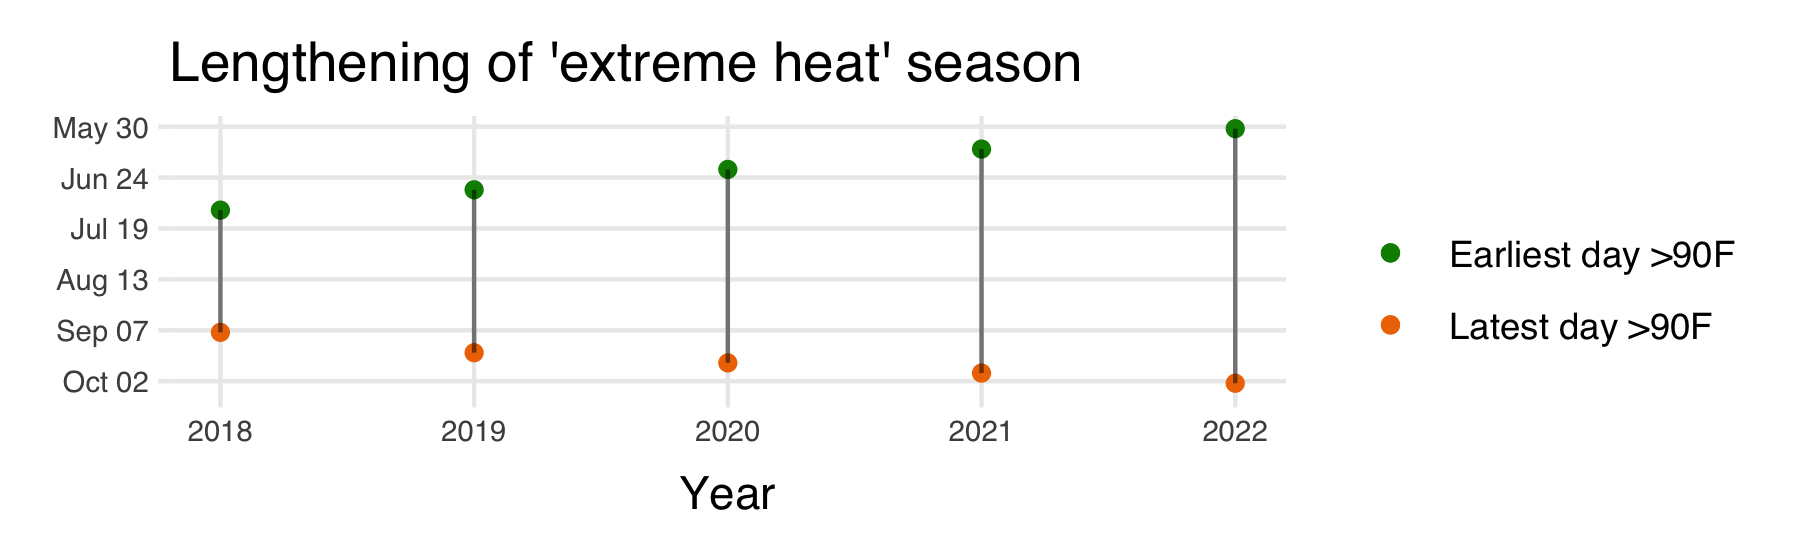 Lengthening of 'extreme heat' season
May 30
Jun 24
Jul 19
Aug 13
Sep 07
Oct 02
2018 2019 2020 2021 2022
Year
Earliest day >90F
Latest day >90F